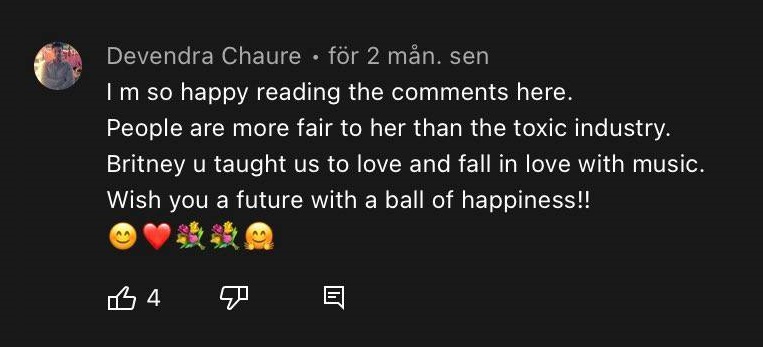 Devendra Chaure • för 2 mån. sen
I m so happy reading the comments here.
People are more fair to her than the toxic industry.
Britney u taught us to love and fall in love with music.
Wish you a future with a ball of happiness!!
😊❤️💐💐🤗
4